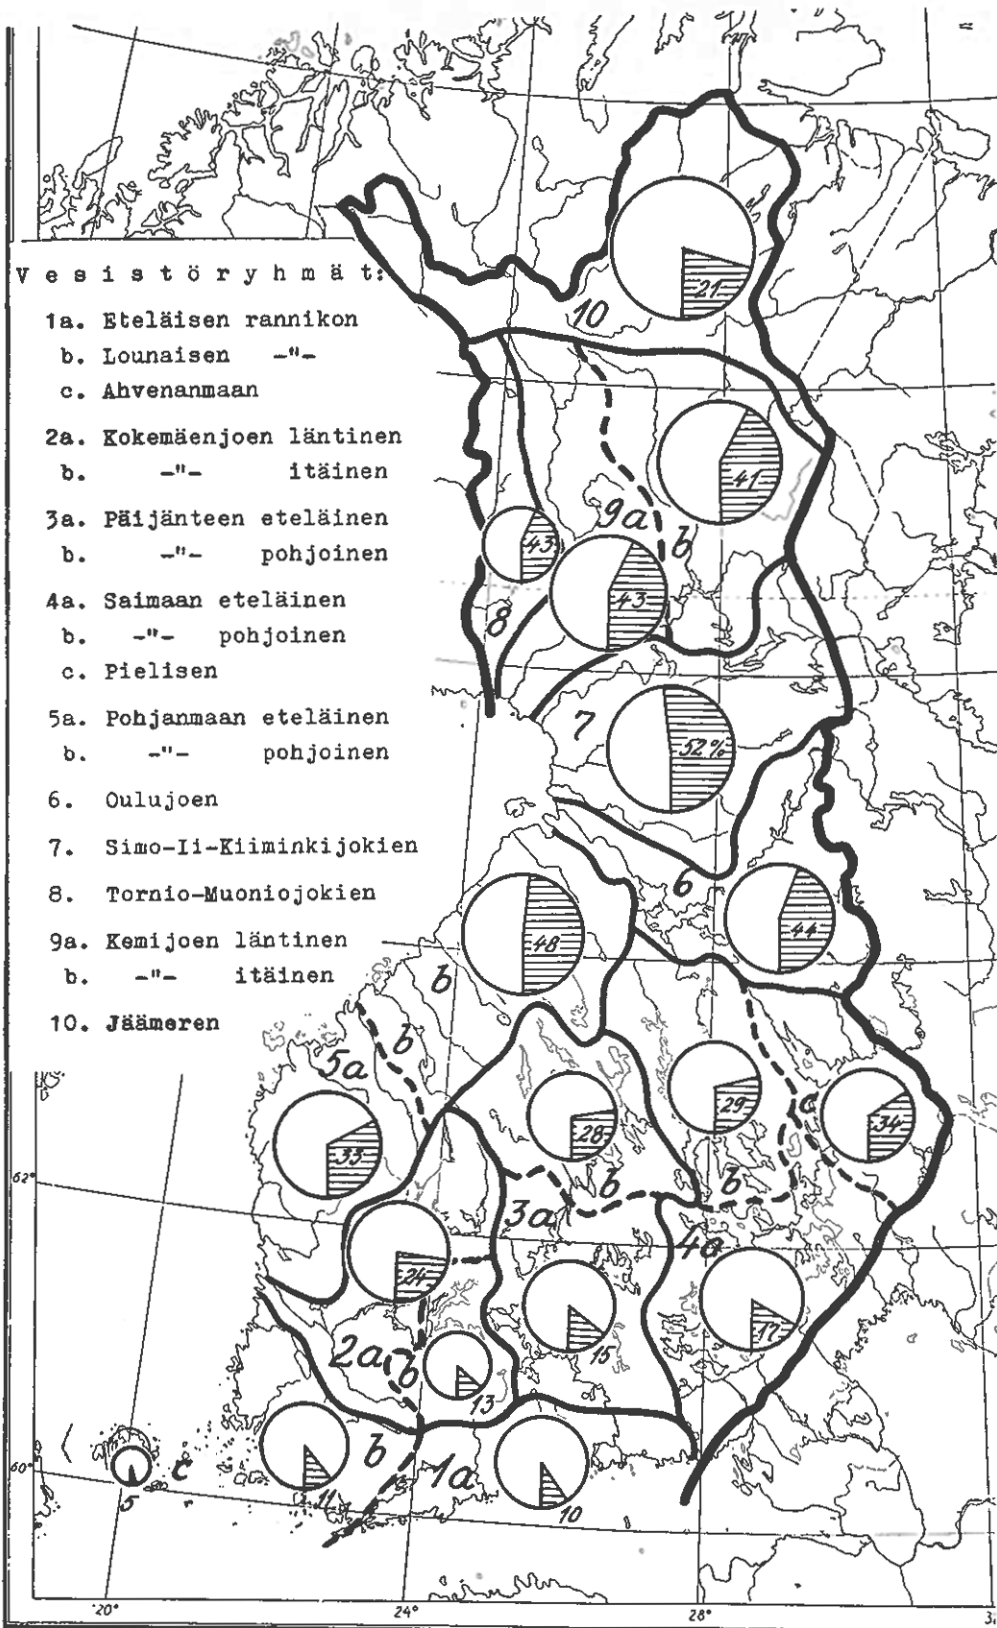 Vesistöryhmät:
1a. Eteläisen rannikon
b. Lounaisen -"-
c. Ahvenanmaan
2a. Kokemäenjoen läntinen
b. -"- itäinen
3a. Päijänteen eteläinen
b. -"- pohjoinen
4a. Saimaan eteläinen
b. -"- pohjoinen
c. Pielisen
5a. Pohjanmaan eteläinen
b. -"- pohjoinen
6. Oulujoen
7. Simo-Ii-Kiiminkijokien
8. Tornio-Muoniojokien
9a. Kemijoen läntinen
b. -"- itäinen
10. Jäämeren
21
10
41
9a
b
43
43
8
7
52%
6
44
48
b
b
5a
29
c
34
28
33
62°
b
b
3a
4a
24
17
15
2a
b
13
b
1a
c
60°
5
11
10
20°
24°
28°